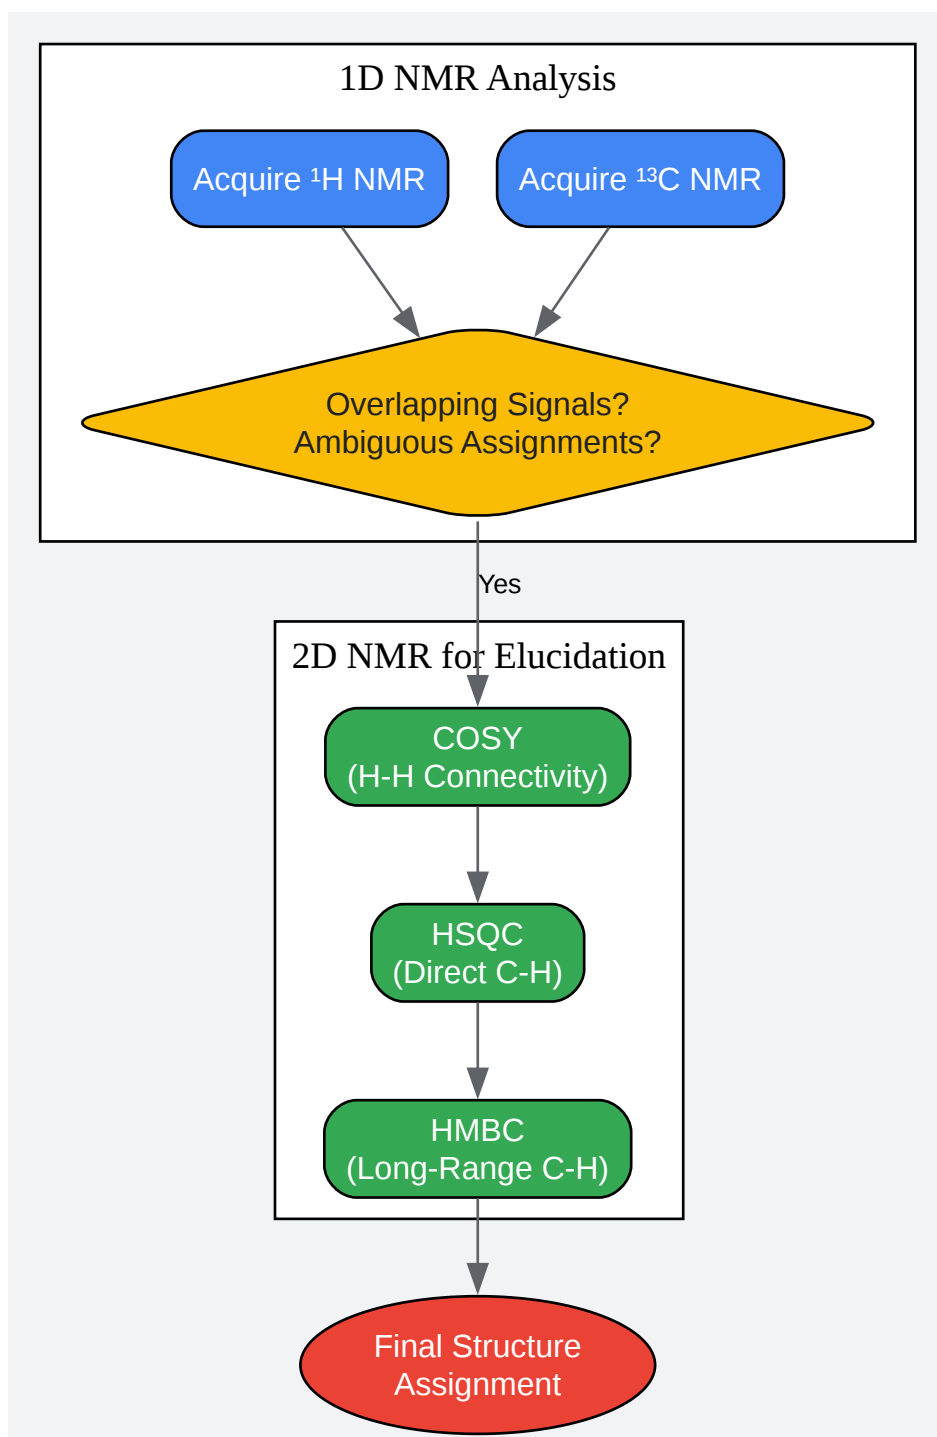 1D NMR Analysis
Acquire ¹H NMR
Acquire ¹³C NMR
Overlapping Signals?
Ambiguous Assignments?
Yes
2D NMR for Elucidation
COSY
(H-H Connectivity)
HSQC
(Direct C-H)
HMBC
(Long-Range C-H)
Final Structure
Assignment